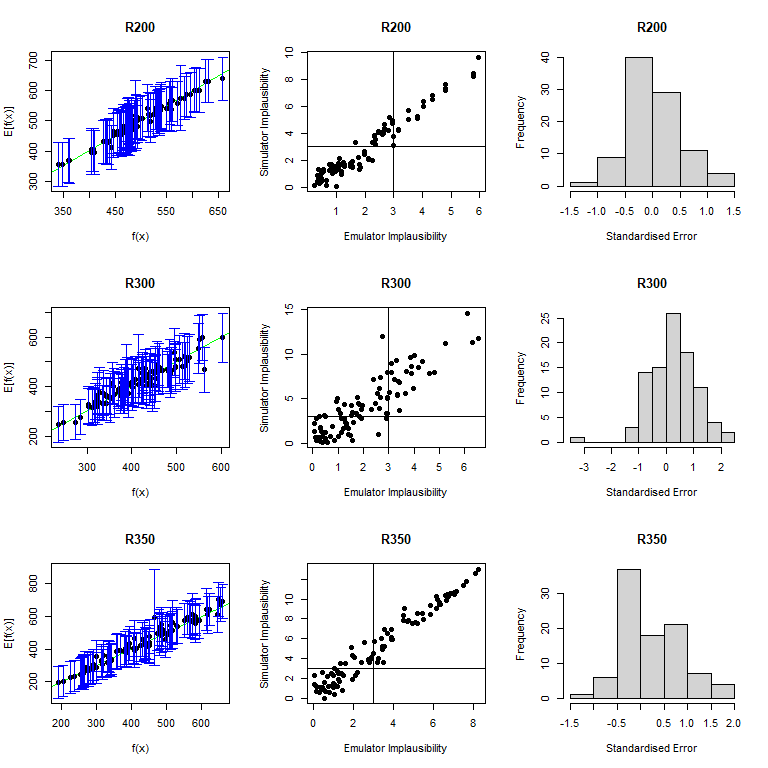 R200
R200
R200
E[f(x)]
300 400 500 600 700
350 450 550 650
f(x)
Simulator Implausibility
0 2 4 6 8 10
1 2 3 4 5 6
Emulator Implausibility
Frequency
0 10 20 30 40
-1.5 -1.0 -0.5 0.0 0.5 1.0 1.5
Standardised Error
R300
R300
R300
E[f(x)]
200 400 600
300 400 500 600
f(x)
Simulator Implausibility
0 5 10 15
0 1 2 3 4 5 6
Emulator Implausibility
Frequency
0 5 10 15 20 25
-3 -2 -1 0 1 2
Standardised Error
R350
R350
R350
E[f(x)]
200 400 600 800
200 300 400 500 600
f(x)
Simulator Implausibility
0 2 4 6 8 10
0 2 4 6 8
Emulator Implausibility
Frequency
0 10 20 30
-1.5 -0.5 0.5 1.0 1.5 2.0
Standardised Error